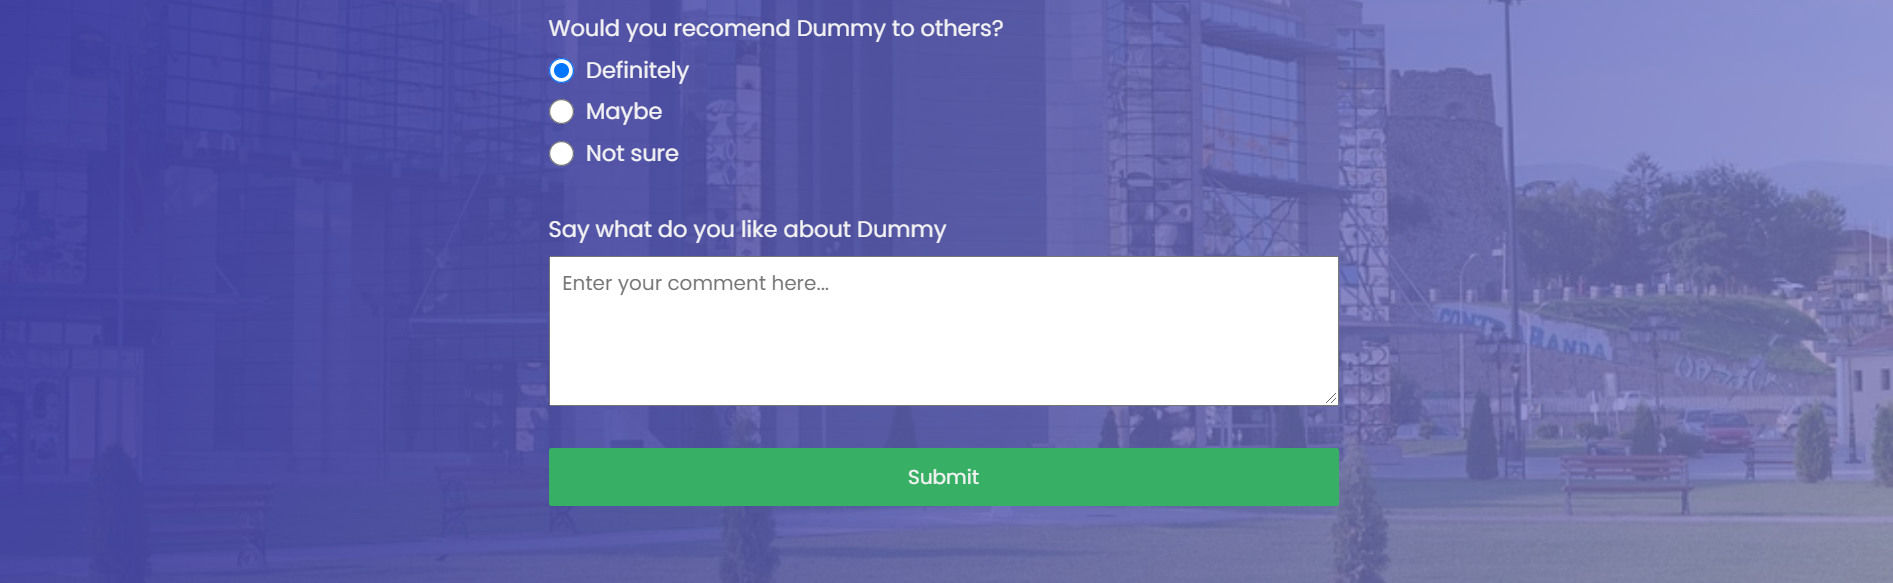 Would you recomend Dummy to others?
Definitely
Maybe
Not sure
Say what do you like about Dummy
Enter your comment here...
Submit